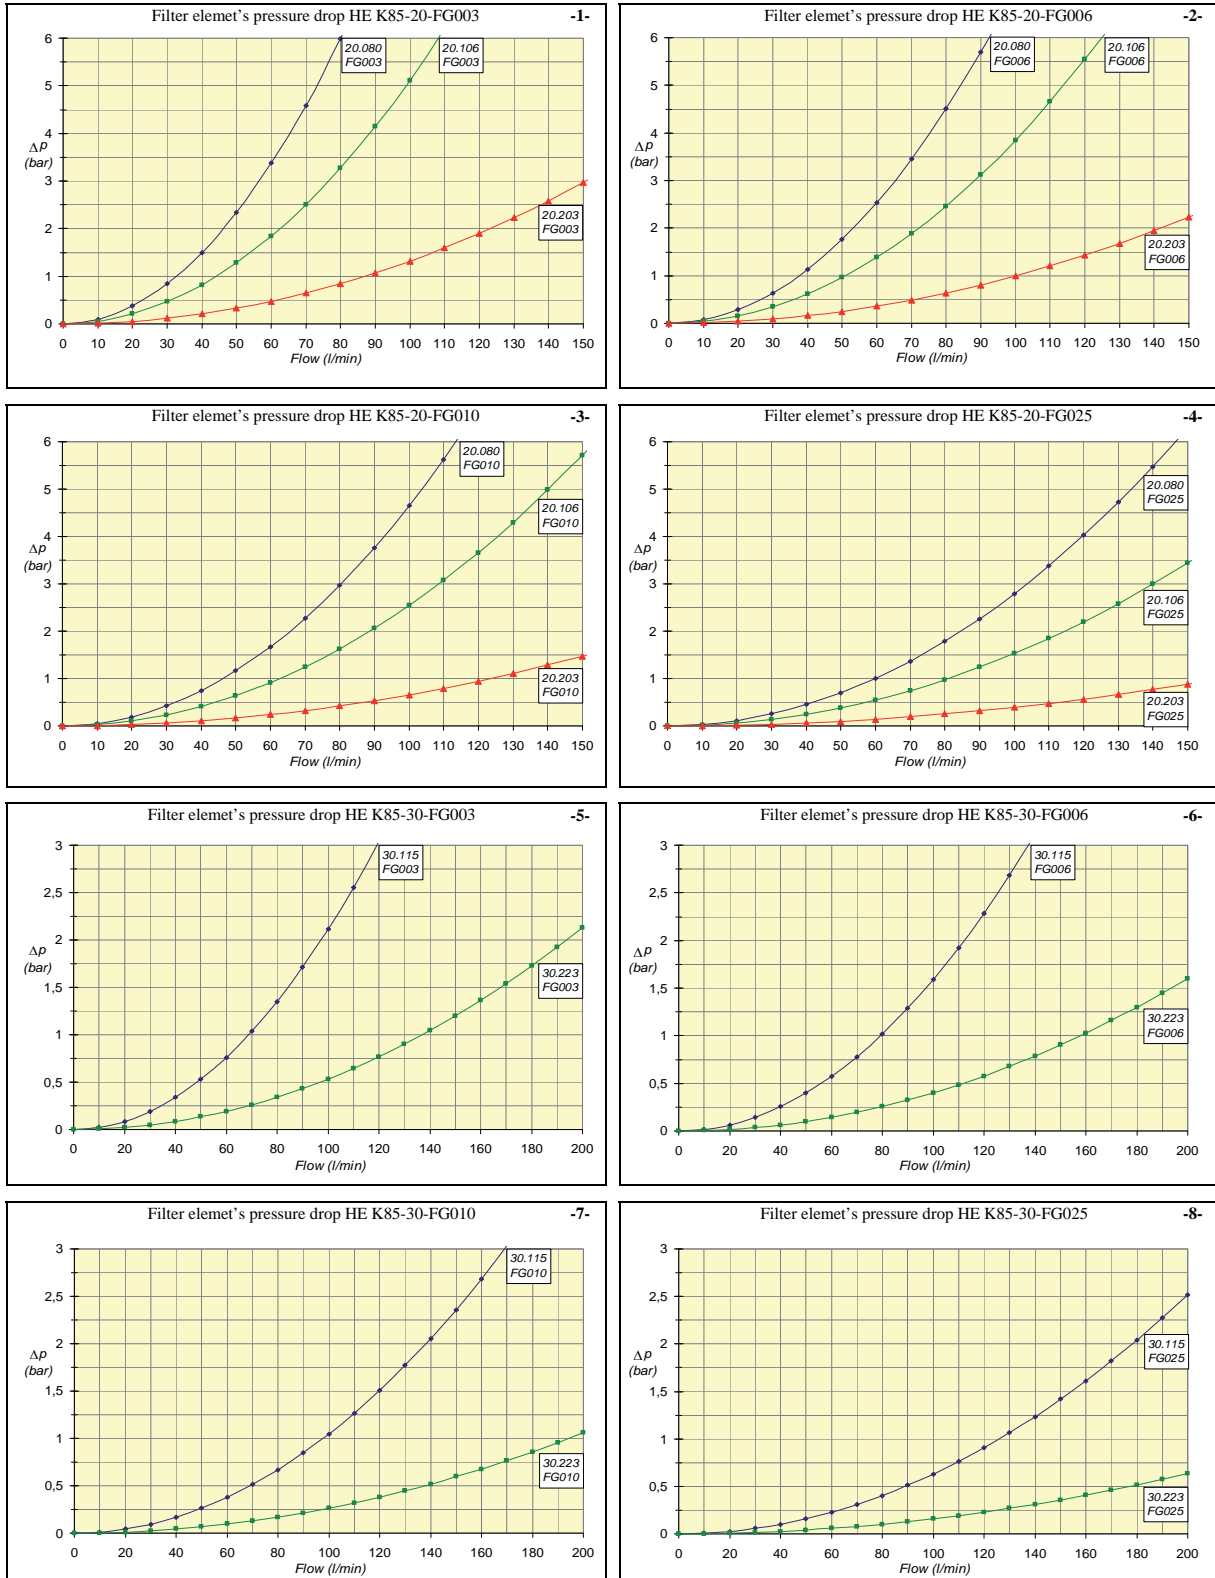 Filter elemet's pressure drop HE K85-20-FG003 -1-
6
5
4
3
2
1
0
Δp
(bar)
20.080
FG003
20.106
FG003
20.203
FG003
0 10 20 30 40 50 60 70 80 90 100 110 120 130 140 150
Flow (l/min)
Filter elemet's pressure drop HE K85-20-FG006 -2-
6
5
4
3
2
1
0
Δp
(bar)
20.080
FG006
20.106
FG006
20.203
FG006
0 10 20 30 40 50 60 70 80 90 100 110 120 130 140 150
Flow (l/min)
Filter elemet's pressure drop HE K85-20-FG010 -3-
6
5
4
3
2
1
0
Δp
(bar)
20.080
FG010
20.106
FG010
20.203
FG010
0 10 20 30 40 50 60 70 80 90 100 110 120 130 140 150
Flow (l/min)
Filter elemet's pressure drop HE K85-20-FG025 -4-
6
5
4
3
2
1
0
Δp
(bar)
20.080
FG025
20.106
FG025
20.203
FG025
0 10 20 30 40 50 60 70 80 90 100 110 120 130 140 150
Flow (l/min)
Filter elemet's pressure drop HE K85-30-FG003 -5-
3
2,5
2
1,5
1
0,5
0
Δp
(bar)
30.115
FG003
30.223
FG003
0 20 40 60 80 100 120 140 160 180 200
Flow (l/min)
Filter elemet's pressure drop HE K85-30-FG006 -6-
3
2,5
2
1,5
1
0,5
0
Δp
(bar)
30.115
FG006
30.223
FG006
0 20 40 60 80 100 120 140 160 180 200
Flow (l/min)
Filter elemet's pressure drop HE K85-30-FG010 -7-
3
2,5
2
1,5
1
0,5
0
Δp
(bar)
30.115
FG010
30.223
FG010
0 20 40 60 80 100 120 140 160 180 200
Flow (l/min)
Filter elemet's pressure drop HE K85-30-FG025 -8-
3
2,5
2
1,5
1
0,5
0
Δp
(bar)
30.115
FG025
30.223
FG025
0 20 40 60 80 100 120 140 160 180 200
Flow (l/min)